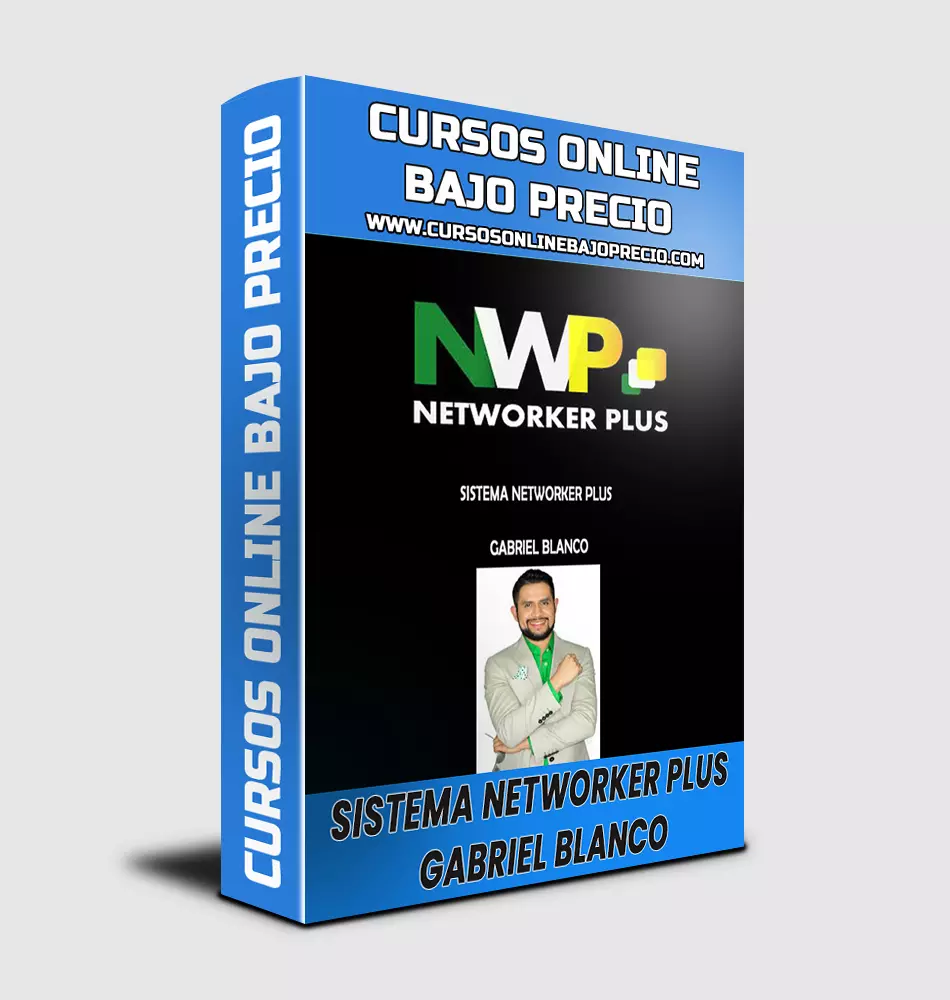 CURSOS ONLINE BAJO PRECIO
CURSOS ONLINE
BAJO PRECIO
WWW.CURSOSONLINEBAJOPRECIO.COM
NWP
NETWORKER PLUS
SISTEMA NETWORKER PLUS
GABRIEL BLANCO
SISTEMA NETWORKER PLUS
GABRIEL BLANCO